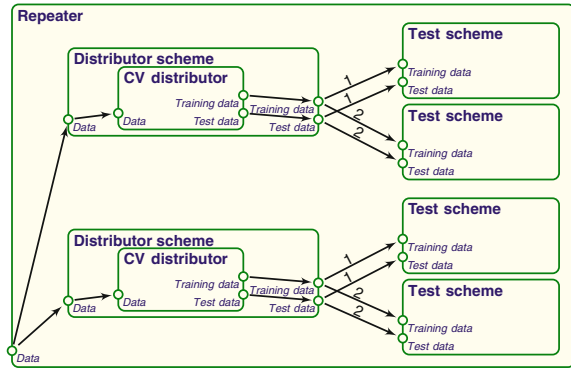 Repeater
Distributor scheme
CV distributor
Training data
Test data
Data
Data
Training data
Test data
1
1
2
2
Test scheme
Training data
Test data
Test scheme
Training data
Test data
Distributor scheme
CV distributor
Training data
Test data
Data
Data
Training data
Test data
1
1
2
2
Test scheme
Training data
Test data
Test scheme
Training data
Test data
Data